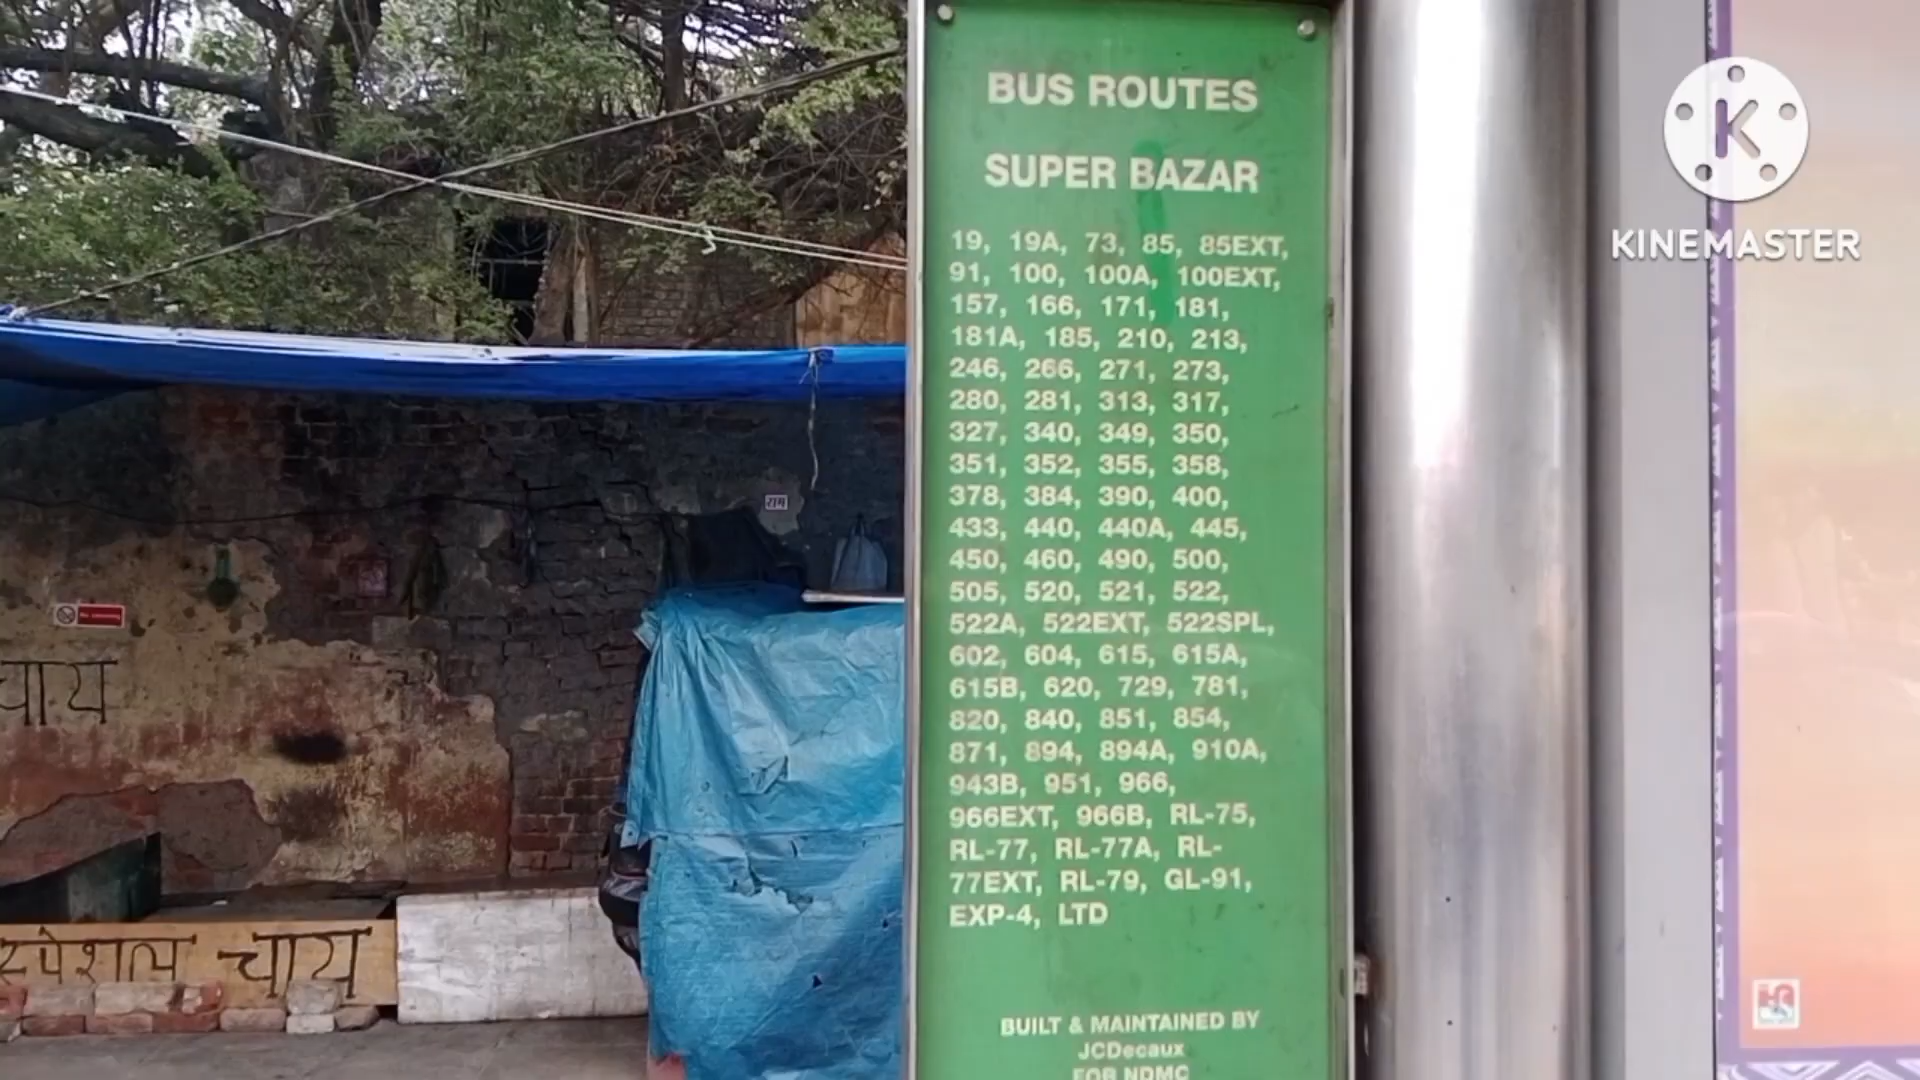 BUS ROUTES
SUPER BAZAR
19, 19A, 73, 85, 85EXT,
91, 100, 100A, 100EXT,
157, 166, 171, 181,
181A, 185, 210, 213,
246, 266, 271, 273,
280, 281, 313, 317,
327, 340, 349, 350,
351, 352, 355, 358,
378, 384, 390, 400,
433, 440, 440A, 445,
450, 460, 490, 500,
505, 520, 521, 522,
522A, 522EXT, 522SPL,
602, 604, 615, 615A,
615B, 620, 729, 781,
820, 840, 851, 854,
871, 894, 894A, 910A,
943B, 951, 966,
966EXT, 966B, RL-75,
RL-77, RL-77A, RL-
77EXT, RL-79, GL-91,
EXP-4, LTD
BUILT & MAINTAINED BY
JCDecaux
FOR NDMC
K
KINEMASTER
राम
No smoking
चाय
स्पेशल चाय